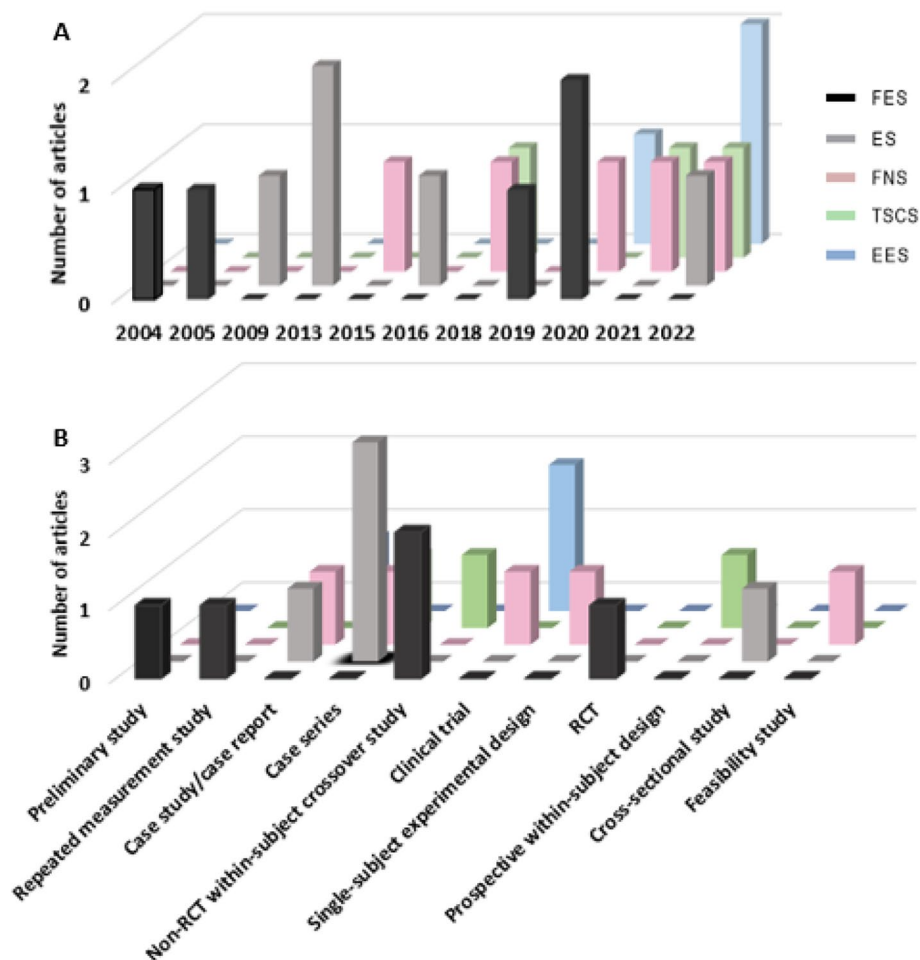 A
Number of articles
2
1
0
2004 2005 2009 2013 2015 2016 2018 2019 2020 2021 2022
FES
ES
FNS
TSCS
EES
B
Number of articles
3
2
1
0
Preliminary study
Repeated measurement study
Case study/case report
Case series
Non-RCT within-subject crossover study
Clinical trial
Single-subject experimental design
RCT
Prospective within-subject design
Cross-sectional study
Feasibility study